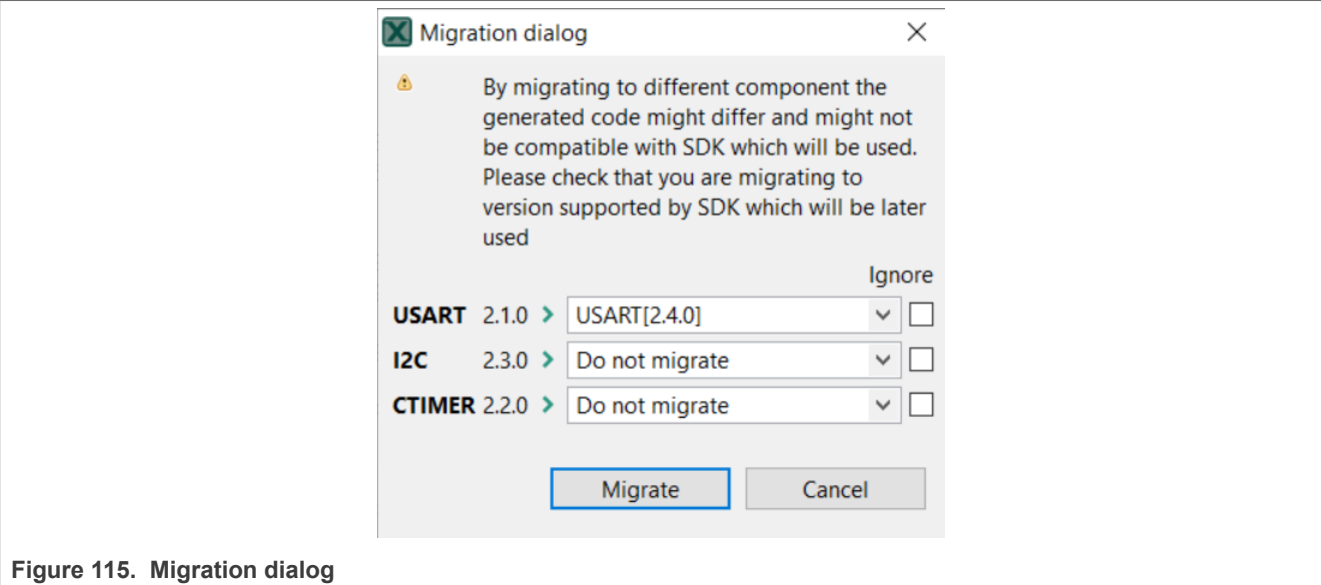 Migration dialog
By migrating to different component the
generated code might differ and might not
be compatible with SDK which will be used.
Please check that you are migrating to
version supported by SDK which will be later
used
Ignore
USART 2.1.0 > USART[2.4.0]
I2C 2.3.0 > Do not migrate
CTIMER 2.2.0 > Do not migrate
Migrate Cancel
Figure 115. Migration dialog